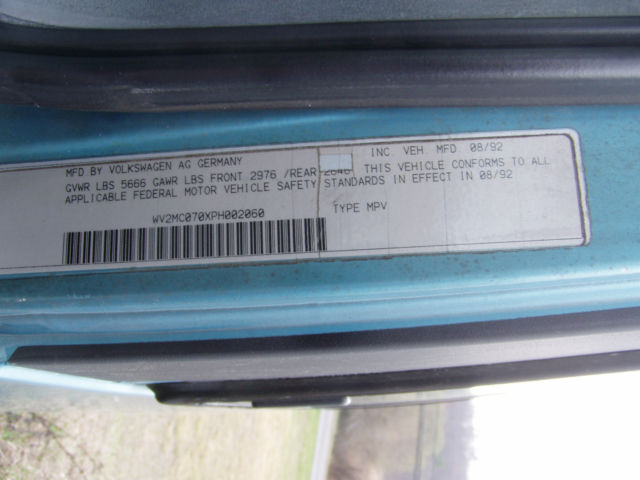 MFD BY VOLKSWAGEN AG GERMANY INC. VEH. MFD 08/92
GVWR LBS 5666 GAWR LBS FRONT 2976 /REAR 2846 THIS VEHICLE CONFORMS TO ALL
APPLICABLE FEDERAL MOTOR VEHICLE SAFETY STANDARDS IN EFFECT IN 08/92
WV2MC070XPH002060 TYPE MPV